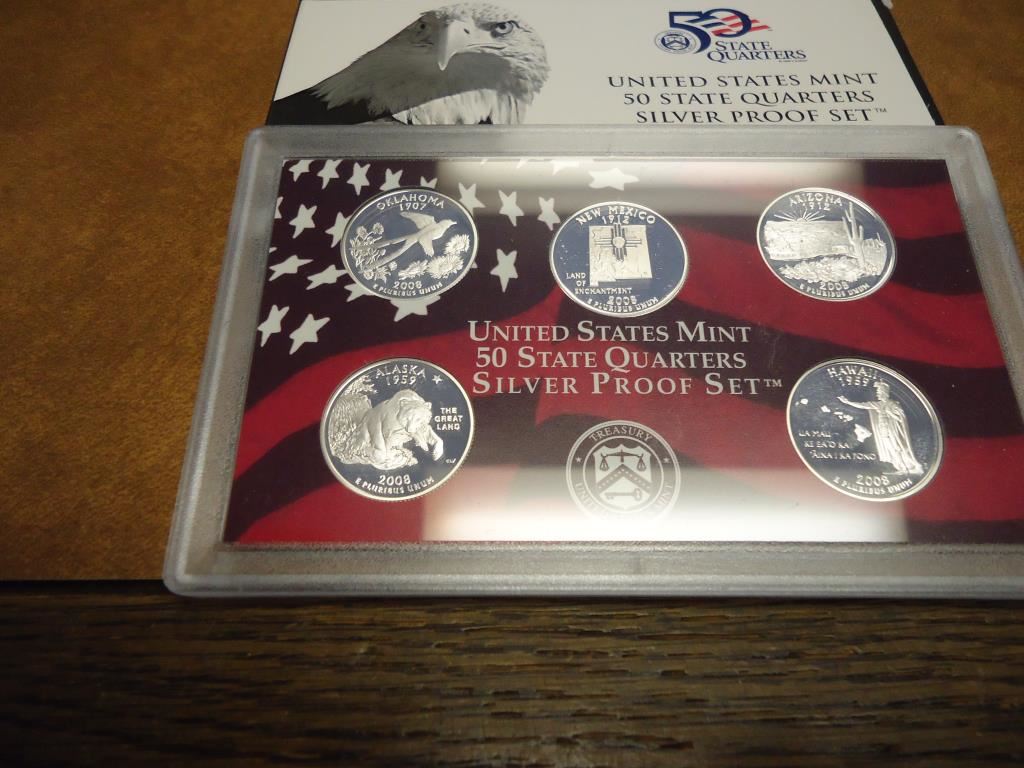 50
STATE
QUARTERS
UNITED STATES MINT
50 STATE QUARTERS
SILVER PROOF SET™
OKLAHOMA
1907
2008
E PLURIBUS UNUM
NEW MEXICO
1912
LAND
OF
ENCHANTMENT
2008
E PLURIBUS UNUM
ARIZONA
1912
2008
E PLURIBUS UNUM
UNITED STATES MINT
50 STATE QUARTERS
SILVER PROOF SET™
ALASKA
1959
THE
GREAT
LAND
2008
E PLURIBUS UNUM
TREASURY
HAWAII
1959
UA MAU
KE EA O KA
ʻĀINA I KA PONO
2008
E PLURIBUS UNUM